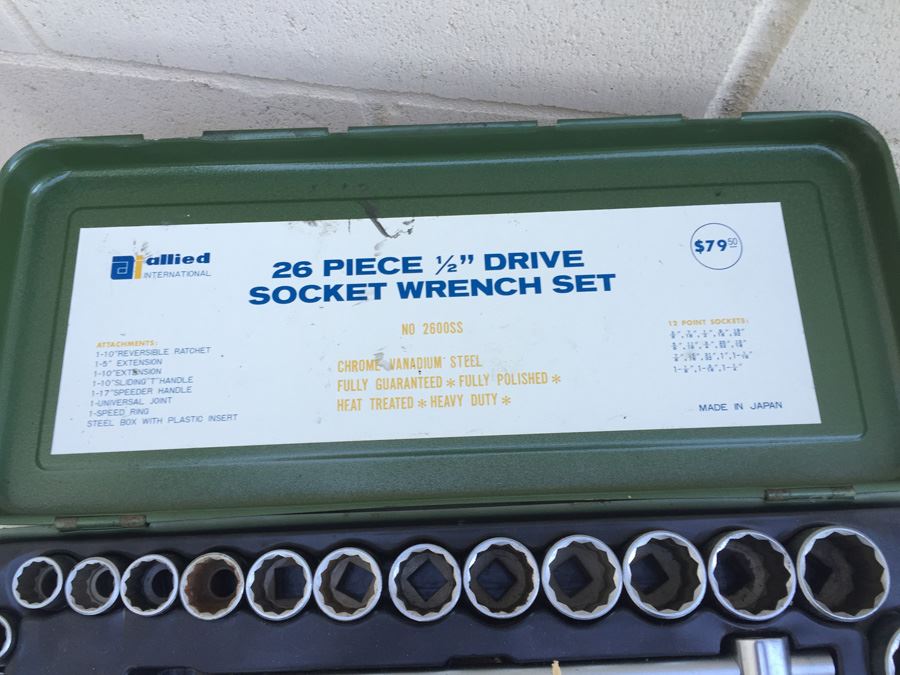 allied
INTERNATIONAL
26 PIECE ½" DRIVE
SOCKET WRENCH SET
$79.50
NO 2600SS
CHROME VANADIUM STEEL
FULLY GUARANTEED * FULLY POLISHED *
HEAT TREATED * HEAVY DUTY *
ATTACHMENTS:
1-10" REVERSIBLE RATCHET
1-5" EXTENSION
1-10" EXTENSION
1-10" SLIDING "T" HANDLE
1-17" SPEEDER HANDLE
1-UNIVERSAL JOINT
1-SPEED RING
STEEL BOX WITH PLASTIC INSERT
12 POINT SOCKETS:
MADE IN JAPAN